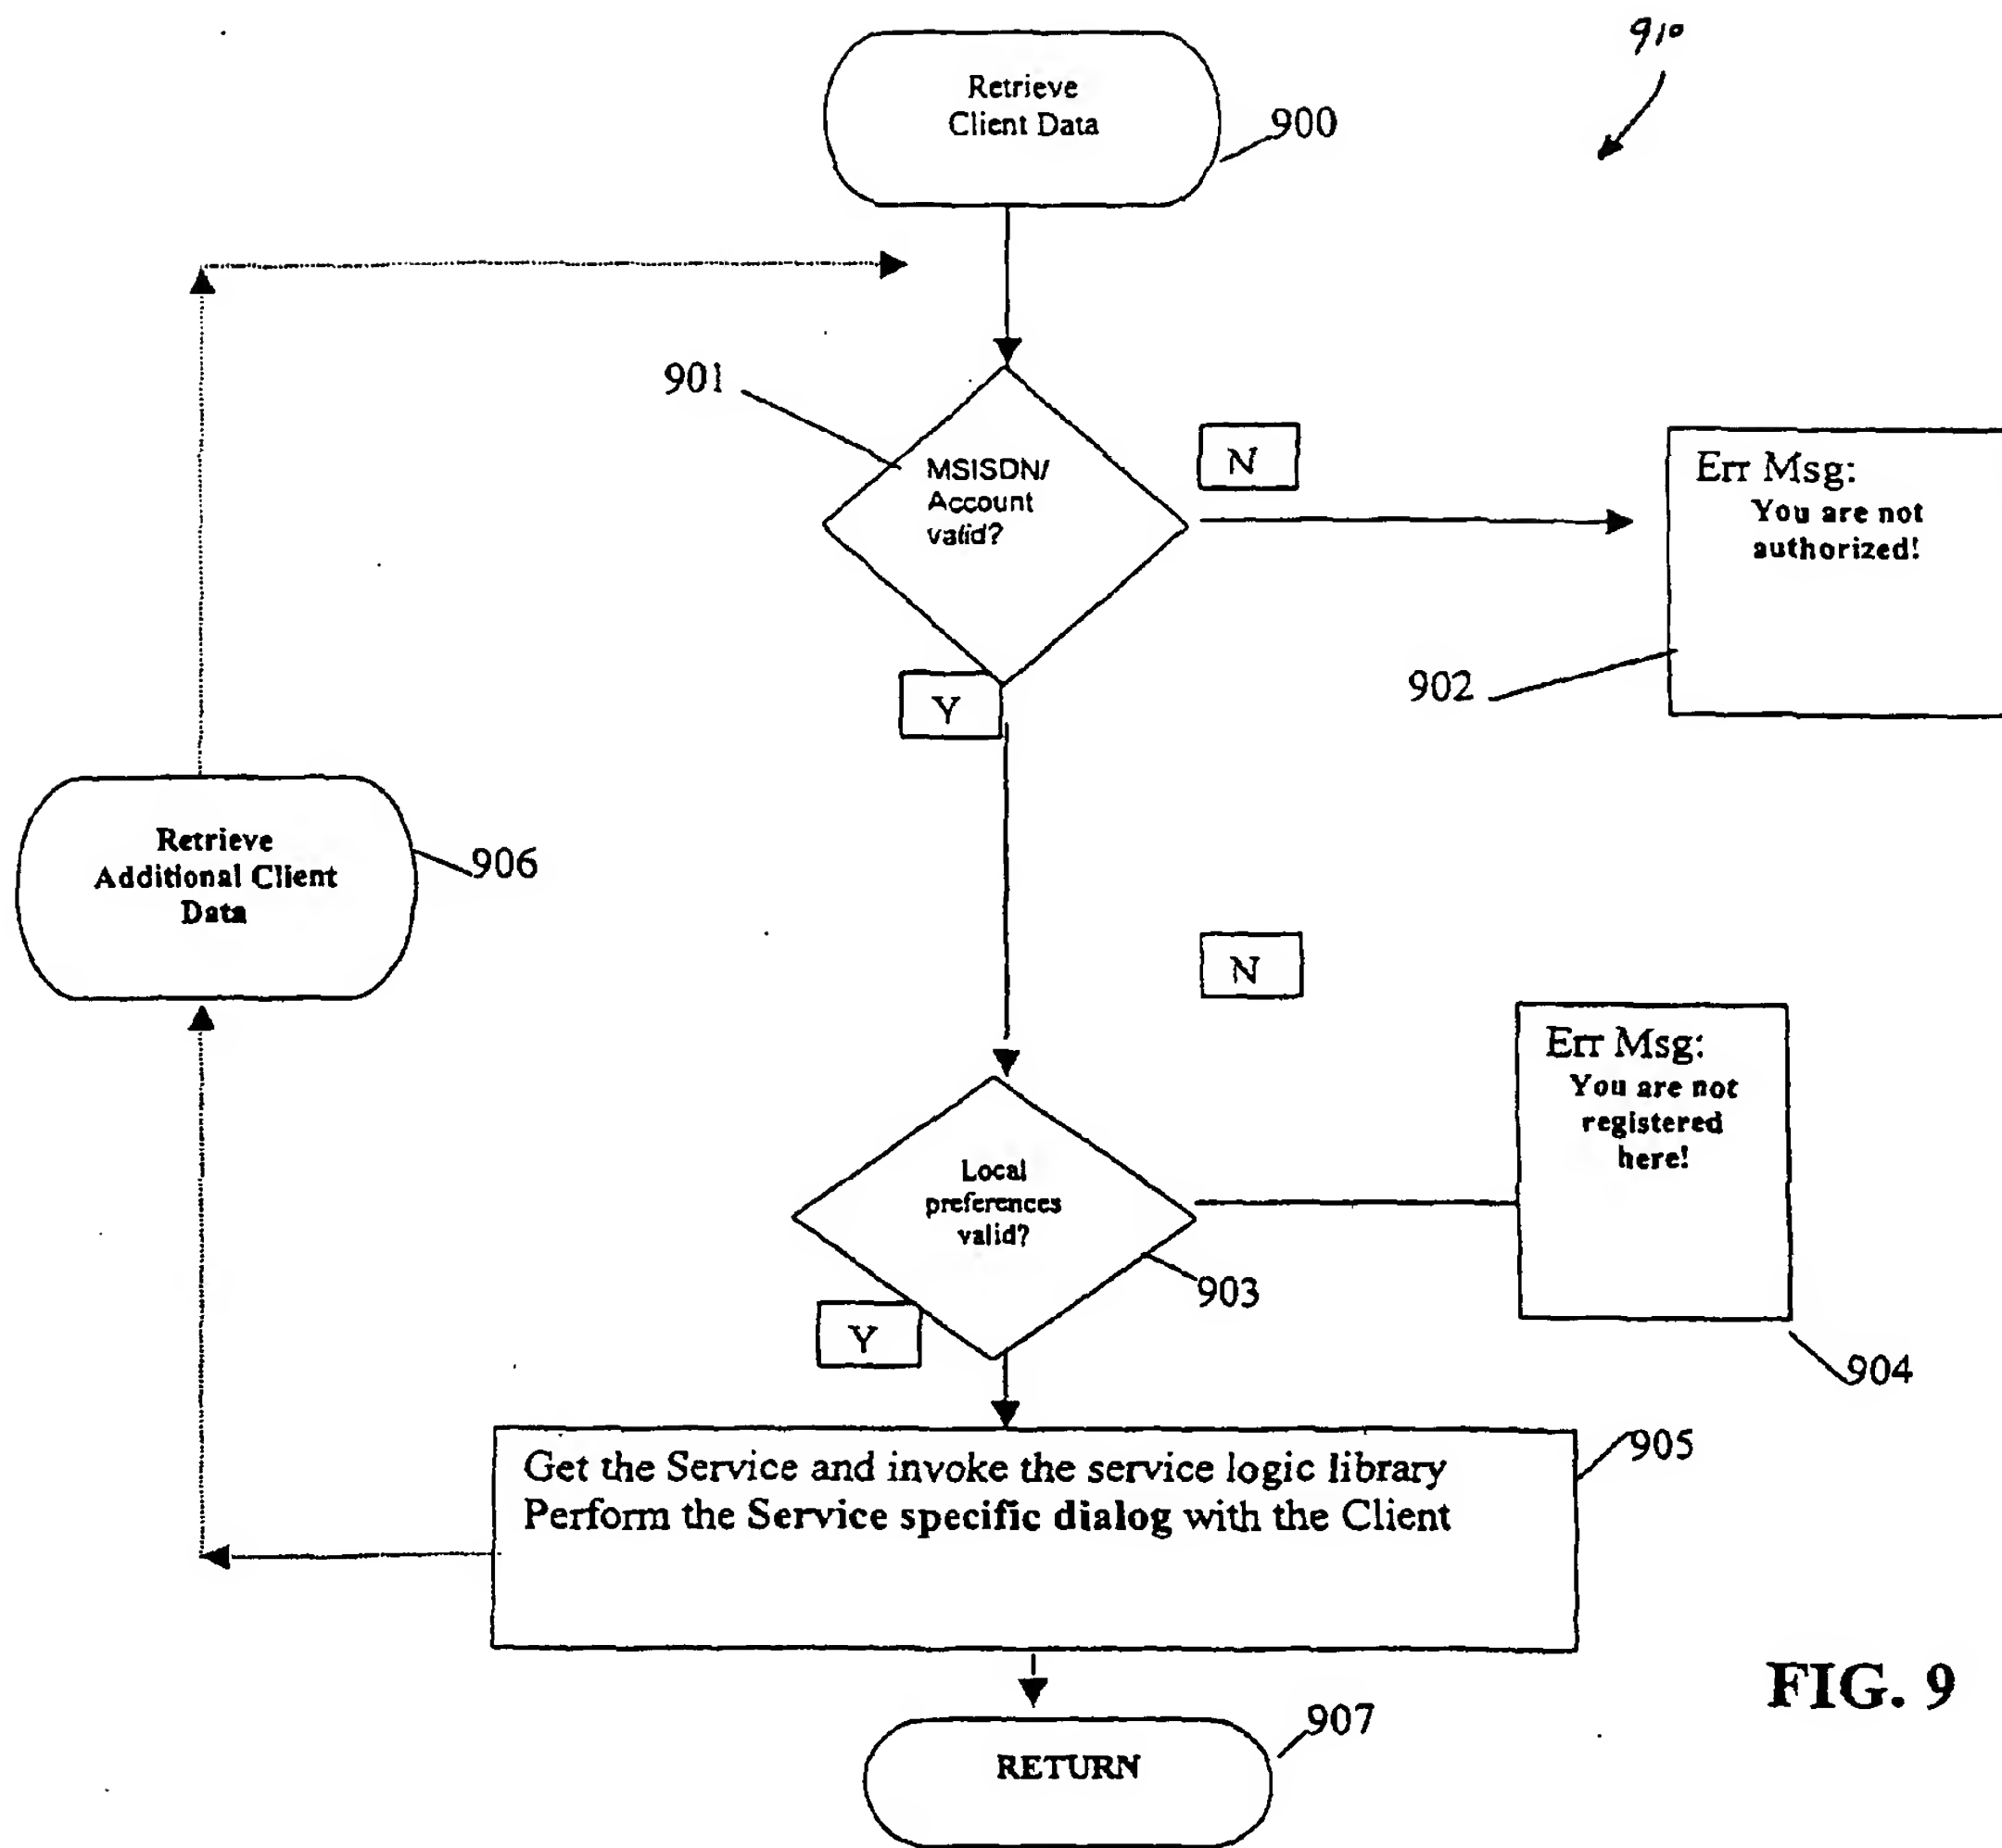 910
Retrieve
Client Data
900
901
MSISDN/
Account
valid?
N
Err Msg:
You are not
authorized!
902
Y
Retrieve
Additional Client
Data
906
N
Err Msg:
You are not
registered
here!
Local
preferences
valid?
903
Y
904
905
Get the Service and invoke the service logic library
Perform the Service specific dialog with the Client
FIG. 9
907
RETURN